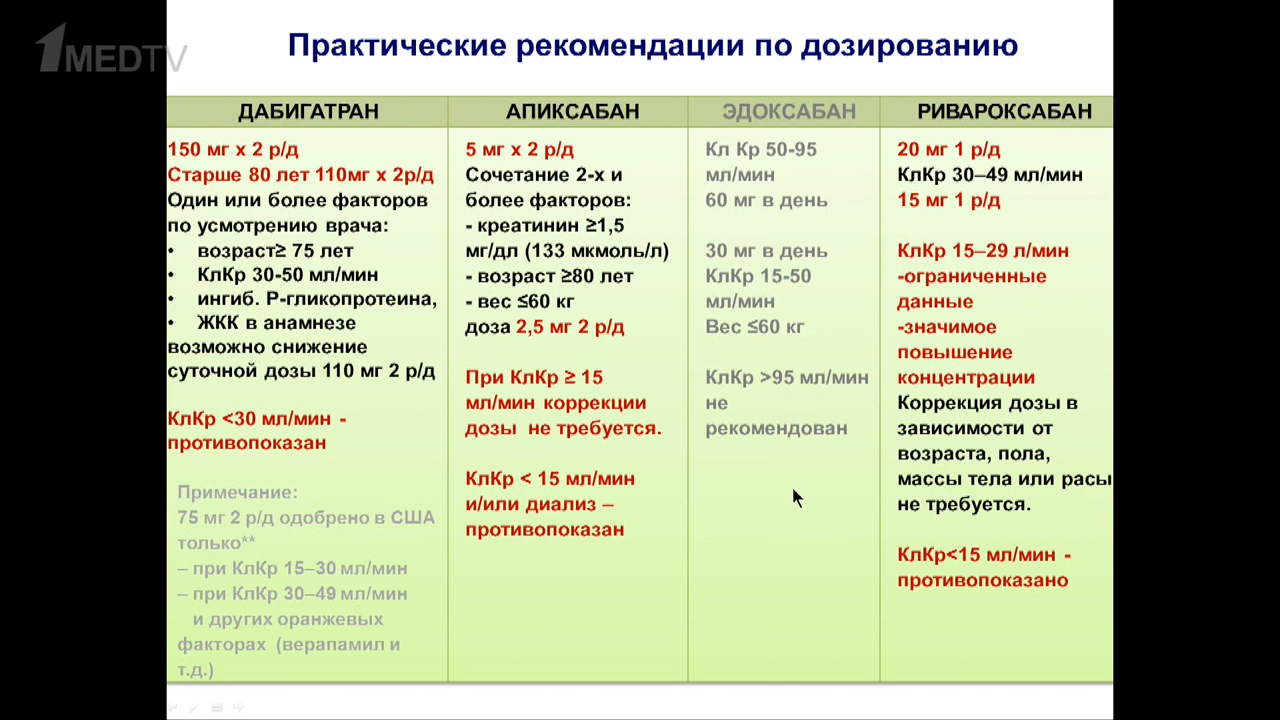 1MEDTV
Практические рекомендации по дозированию
ДАБИГАТРАН
150 мг х 2 р/д
Старше 80 лет 110мг х 2р/д
Один или более факторов
по усмотрению врача:
• возраст≥ 75 лет
• КлКр 30-50 мл/мин
• ингиб. Р-гликопротеина,
• ЖКК в анамнезе
возможно снижение
суточной дозы 110 мг 2 р/д
КлКр <30 мл/мин -
противопоказан
Примечание:
75 мг 2 р/д одобрено в США
только**
– при КлКр 15–30 мл/мин
– при КлКр 30–49 мл/мин
и других оранжевых
факторах (верапамил и
т.д.)
АПИКСАБАН
5 мг х 2 р/д
Сочетание 2-х и
более факторов:
- креатинин ≥1,5
мг/дл (133 мкмоль/л)
- возраст ≥80 лет
- вес ≤60 кг
доза 2,5 мг 2 р/д
При КлКр ≥ 15
мл/мин коррекции
дозы не требуется.
КлКр < 15 мл/мин
и/или диализ –
противопоказан
ЭДОКСАБАН
Кл Кр 50-95
мл/мин
60 мг в день
30 мг в день
КлКр 15-50
мл/мин
Вес ≤60 кг
КлКр >95 мл/мин
не
рекомендован
РИВАРОКСАБАН
20 мг 1 р/д
КлКр 30–49 мл/мин
15 мг 1 р/д
КлКр 15–29 л/мин
-ограниченные
данные
-значимое
повышение
концентрации
Коррекция дозы в
зависимости от
возраста, пола,
массы тела или расы
не требуется.
КлКр<15 мл/мин -
противопоказано